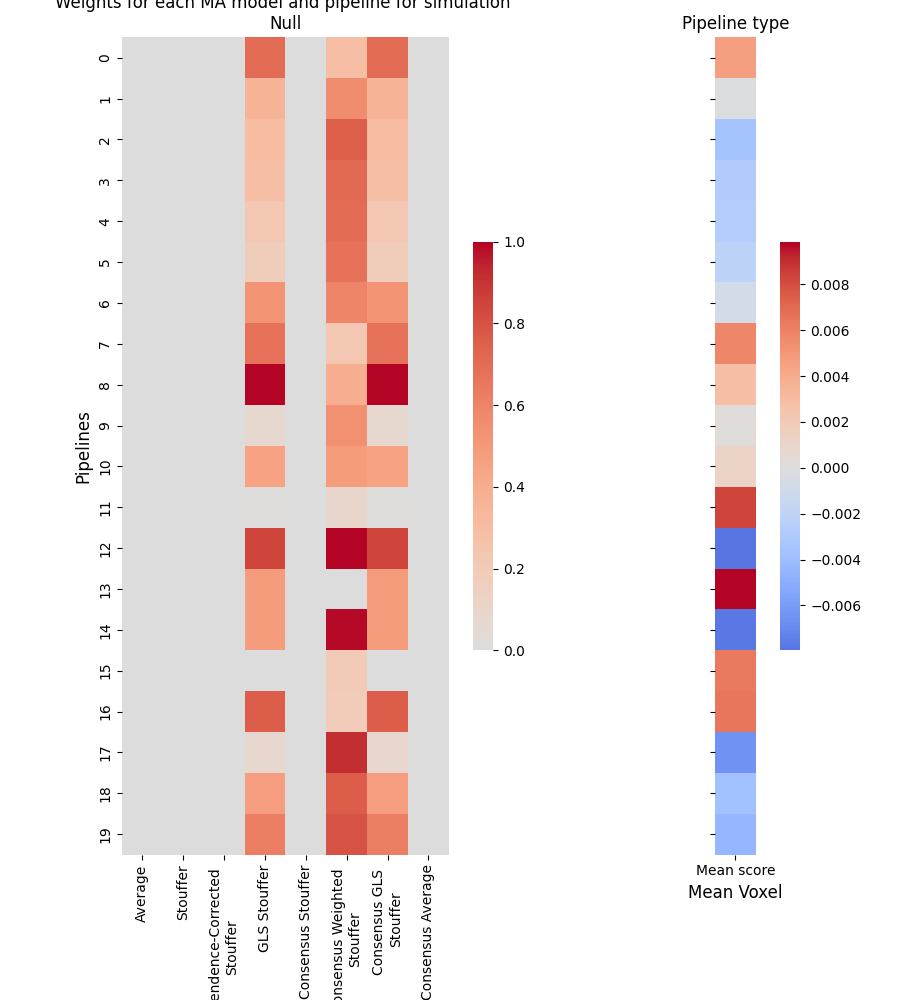 Weights for each MA model and pipeline for simulation
Null
Pipeline type
0
1
2
3
4
5
6
7
8
9
10
11
12
13
14
15
16
17
18
19
Pipelines
1.0
0.8
0.6
0.4
0.2
0.0
0.008
0.006
0.004
0.002
0.000
−0.002
−0.004
−0.006
Average
Stouffer
endence-Corrected
Stouffer
GLS Stouffer
Consensus Stouffer
onsensus Weighted
Stouffer
Consensus GLS
Stouffer
Consensus Average
Mean score
Mean Voxel